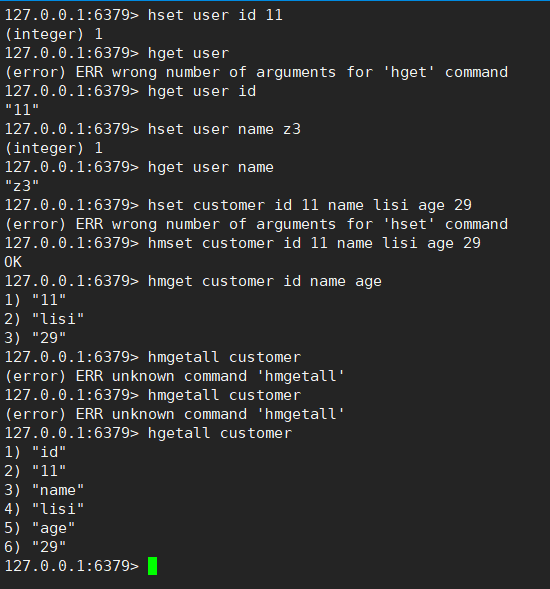 127.0.0.1:6379> hset user id 11
(integer) 1
127.0.0.1:6379> hget user
(error) ERR wrong number of arguments for 'hget' command
127.0.0.1:6379> hget user id
"11"
127.0.0.1:6379> hset user name z3
(integer) 1
127.0.0.1:6379> hget user name
"z3"
127.0.0.1:6379> hset customer id 11 name lisi age 29
(error) ERR wrong number of arguments for 'hset' command
127.0.0.1:6379> hmset customer id 11 name lisi age 29
OK
127.0.0.1:6379> hmget customer id name age
1) "11"
2) "lisi"
3) "29"
127.0.0.1:6379> hmgetall customer
(error) ERR unknown command 'hmgetall'
127.0.0.1:6379> hmgetall customer
(error) ERR unknown command 'hmgetall'
127.0.0.1:6379> hgetall customer
1) "id"
2) "11"
3) "name"
4) "lisi"
5) "age"
6) "29"
127.0.0.1:6379>